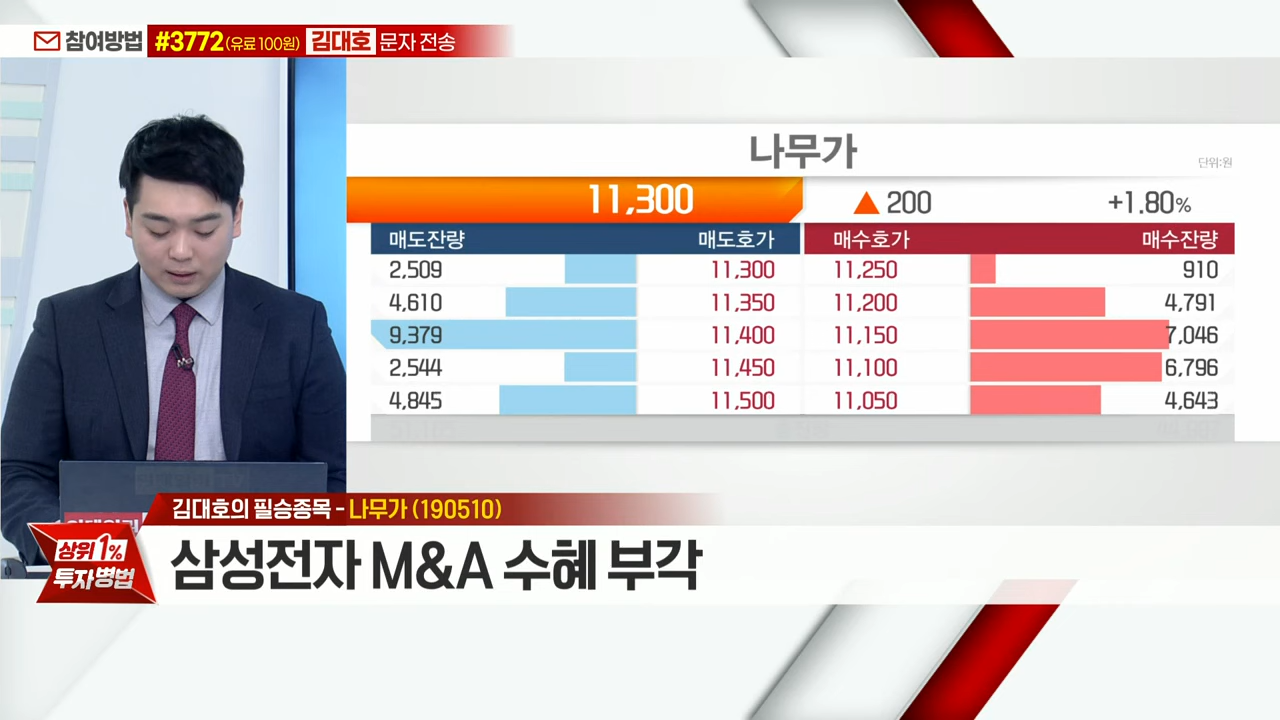 참여방법 #3772(유료 100원) 김대호 문자 전송
나무가
단위:원
11,300 ▲ 200 +1.80%
매도잔량 매도호가 매수호가 매수잔량
2,509 11,300 11,250 910
4,610 11,350 11,200 4,791
9,379 11,400 11,150 7,046
2,544 11,450 11,100 6,796
4,845 11,500 11,050 4,643
김대호의 필승종목 - 나무가 (190510)
상위 1%
투자병법
삼성전자 M&A 수혜 부각